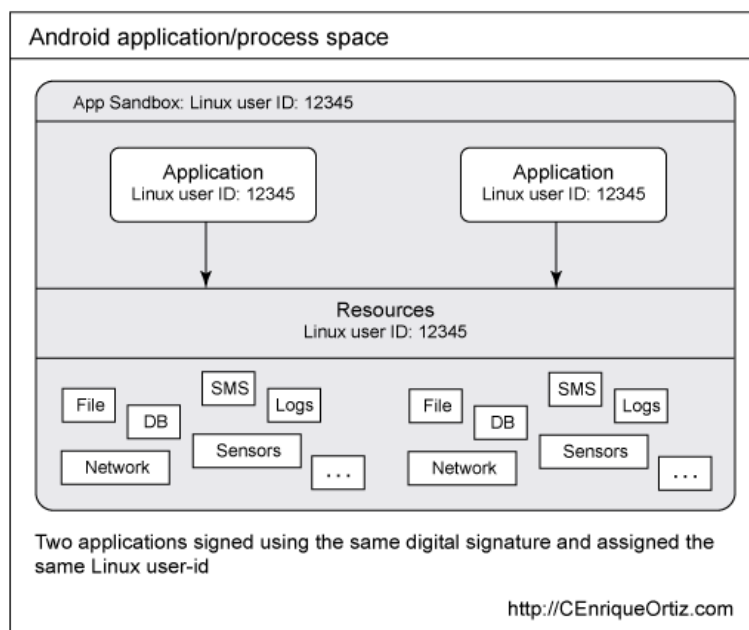 Android application/process space
App Sandbox: Linux user ID: 12345
Application
Linux user ID: 12345
Application
Linux user ID: 12345
Resources
Linux user ID: 12345
File
DB
SMS
Logs
Network
Sensors
...
File
DB
SMS
Logs
Network
Sensors
...
Two applications signed using the same digital signature and assigned the
same Linux user-id
http://CEnriqueOrtiz.com